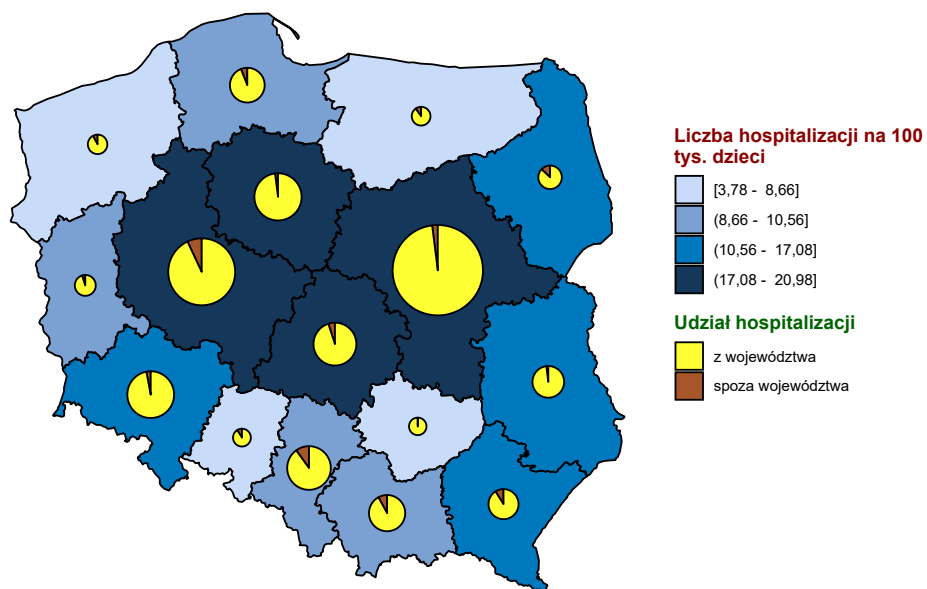 Liczba hospitalizacji na 100
tys. dzieci
[3,78 - 8,66]
(8,66 - 10,56]
(10,56 - 17,08]
(17,08 - 20,98]
Udział hospitalizacji
z województwa
spoza województwa